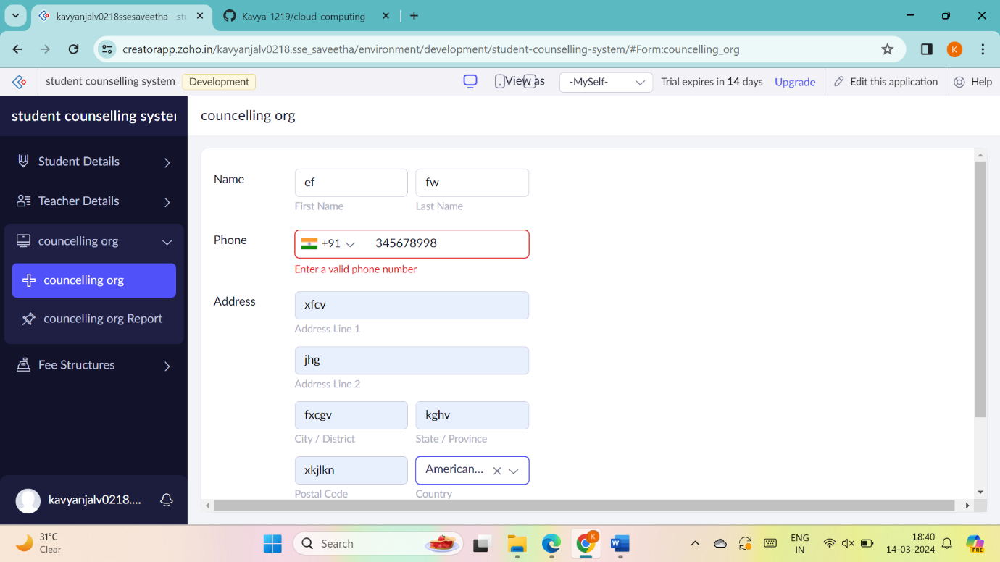 kavyanjalv0218ssesaveetha - st
Kavya-1219/cloud-computing
creatorapp.zoho.in/kavyanjalv0218.sse_saveetha/environment/development/student-counselling-system/#Form:councelling_org
K
student counselling system
Development
View as
-MySelf-
Trial expires in 14 days
Upgrade
Edit this application
Help
student counselling syster
councelling org
Student Details
Teacher Details
councelling org
councelling org
councelling org Report
Fee Structures
kavyanjalv0218....
Name
ef
fw
First Name
Last Name
Phone
+91
345678998
Enter a valid phone number
Address
xfcv
Address Line 1
jhg
Address Line 2
fxcgv
kghv
City / District
State / Province
xkjlkn
American...
Postal Code
Country
31°C
Clear
Search
K
W
ENG
IN
18:40
14-03-2024
PRE